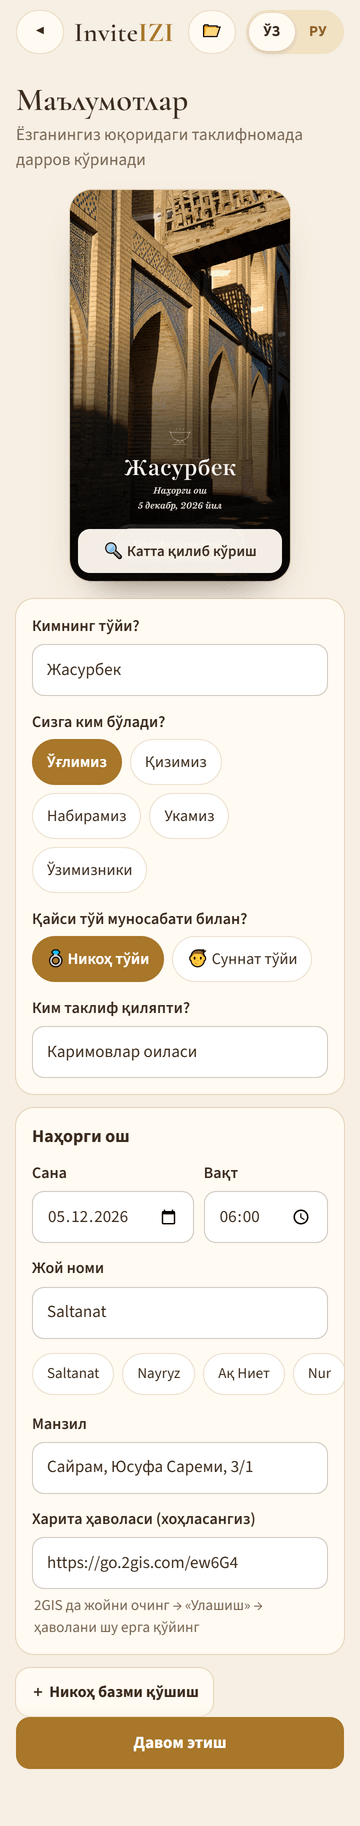 InviteIZI
ЎЗ
РУ
Маълумотлар
Ёзганингиз юқоридаги таклифномада
дарров кўринади
Жасурбек
Наҳорги ош
5 декабр, 2026 йил
🔍 Катта қилиб кўриш
Кимнинг тўйи?
Жасурбек
Сизга ким бўлади?
Ўғлимиз
Қизимиз
Набирамиз
Укамиз
Ўзимизники
Қайси тўй муносабати билан?
💍 Никоҳ тўйи
👦 Суннат тўйи
Ким таклиф қиляпти?
Каримовлар оиласи
Наҳорги ош
Сана
Вақт
05.12.2026
06:00
Жой номи
Saltanat
Saltanat
Nayryz
Ақ Ниет
Nur
Манзил
Сайрам, Юсуфа Сареми, 3/1
Харита ҳаволаси (хоҳласангиз)
https://go.2gis.com/ew6G4
2GIS да жойни очинг → «Улашиш» →
ҳаволани шу ерга қўйинг
+ Никоҳ базми қўшиш
Давом этиш